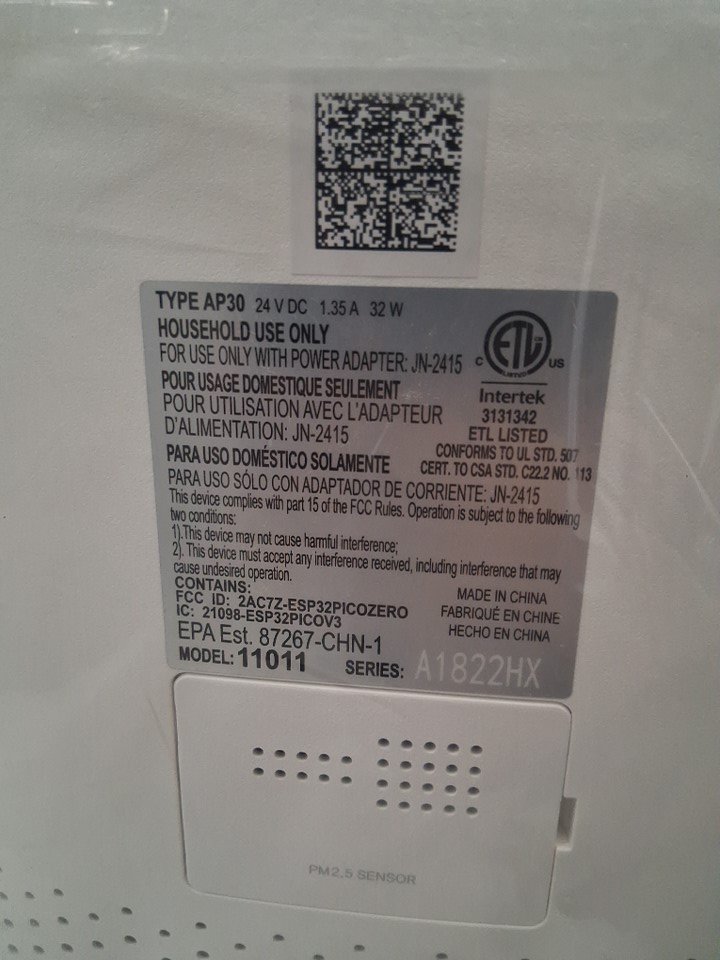 TYPE AP30 24 V DC 1.35 A 32 W
HOUSEHOLD USE ONLY
FOR USE ONLY WITH POWER ADAPTER: JN-2415
POUR USAGE DOMESTIQUE SEULEMENT
POUR UTILISATION AVEC L'ADAPTEUR
D'ALIMENTATION: JN-2415
PARA USO DOMÉSTICO SOLAMENTE
PARA USO SÓLO CON ADAPTADOR DE CORRIENTE: JN-2415
C ETL CM LISTED US
Intertek
3131342
ETL LISTED
CONFORMS TO UL STD. 507
CERT. TO CSA STD. C22.2 NO. 113
This device complies with part 15 of the FCC Rules. Operation is subject to the following
two conditions:
1).This device may not cause harmful interference;
2). This device must accept any interference received, including interference that may
cause undesired operation.
CONTAINS:
FCC ID: 2AC7Z-ESP32PICOZERO
IC: 21098-ESP32PICOV3
EPA Est. 87267-CHN-1
MADE IN CHINA
FABRIQUÉ EN CHINE
HECHO EN CHINA
MODEL: 11011 SERIES: A1822HX
PM2.5 SENSOR